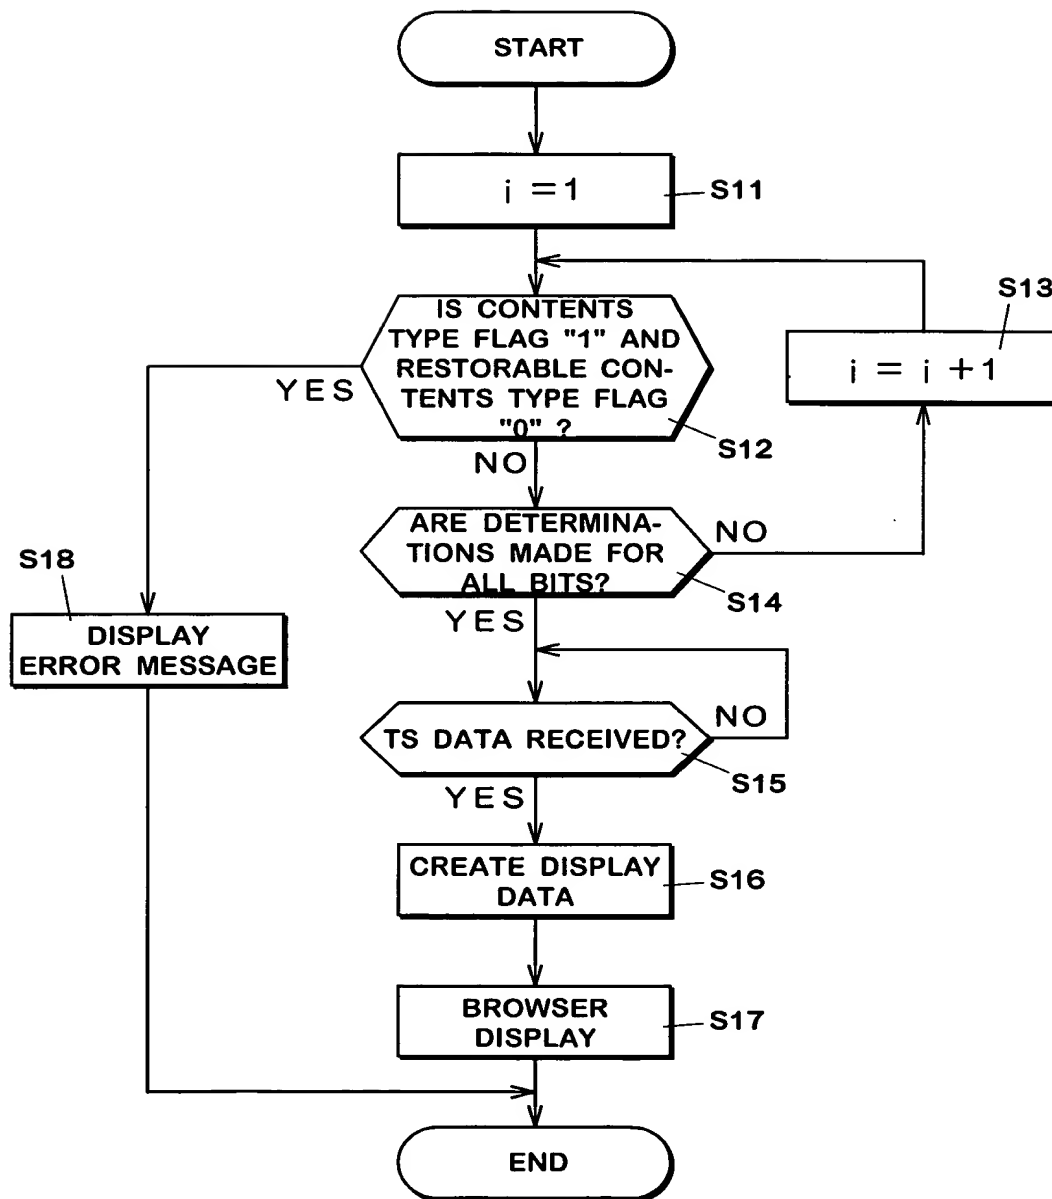 START
i = 1
S11
S13
i = i + 1
IS CONTENTS
TYPE FLAG "1" AND
RESTORABLE CON-
TENTS TYPE FLAG
"0" ?
YES
S12
NO
ARE DETERMINA-
TIONS MADE FOR
ALL BITS?
NO
S14
YES
S18
DISPLAY
ERROR MESSAGE
TS DATA RECEIVED?
NO
S15
YES
CREATE DISPLAY
DATA
S16
BROWSER
DISPLAY
S17
END